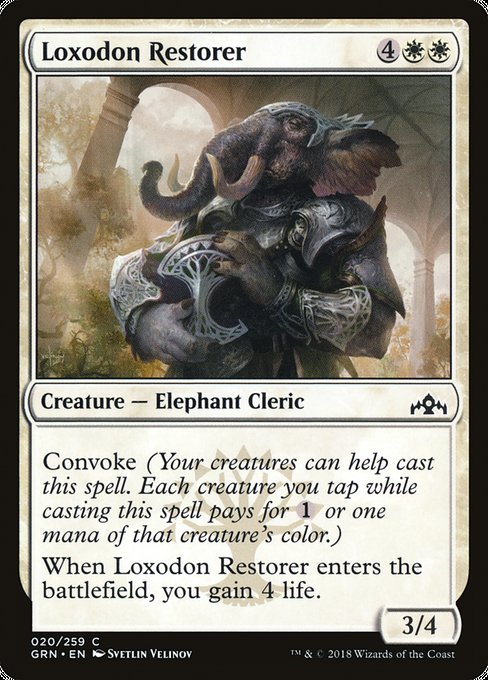 Loxodon Restorer 4
Creature — Elephant Cleric
Convoke (Your creatures can help cast
this spell. Each creature you tap while
casting this spell pays for 1 or one
mana of that creature's color.)
When Loxodon Restorer enters the
battlefield, you gain 4 life.
3/4
020/259 C
GRN • EN Svetlin Velinov
™ & © 2018 Wizards of the Coast